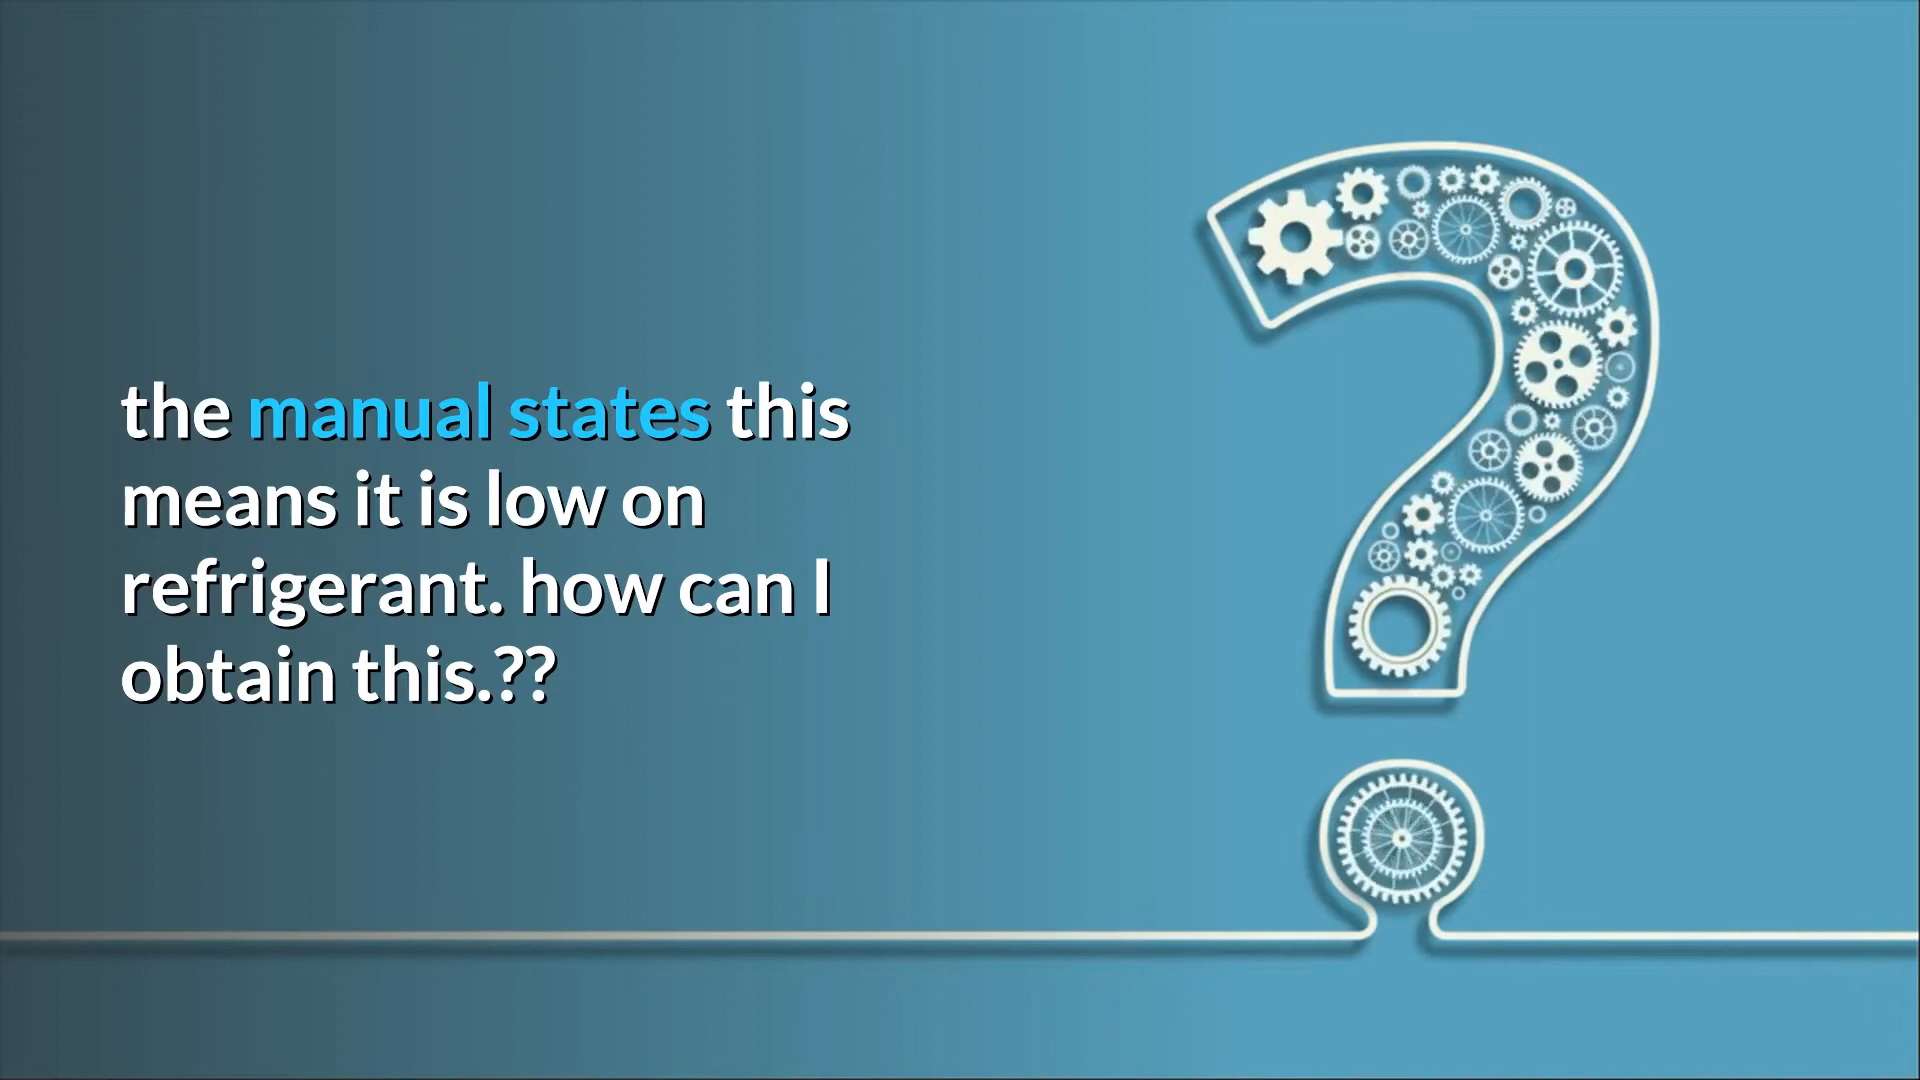 the manual states this
means it is low on
refrigerant. how can I
obtain this.??